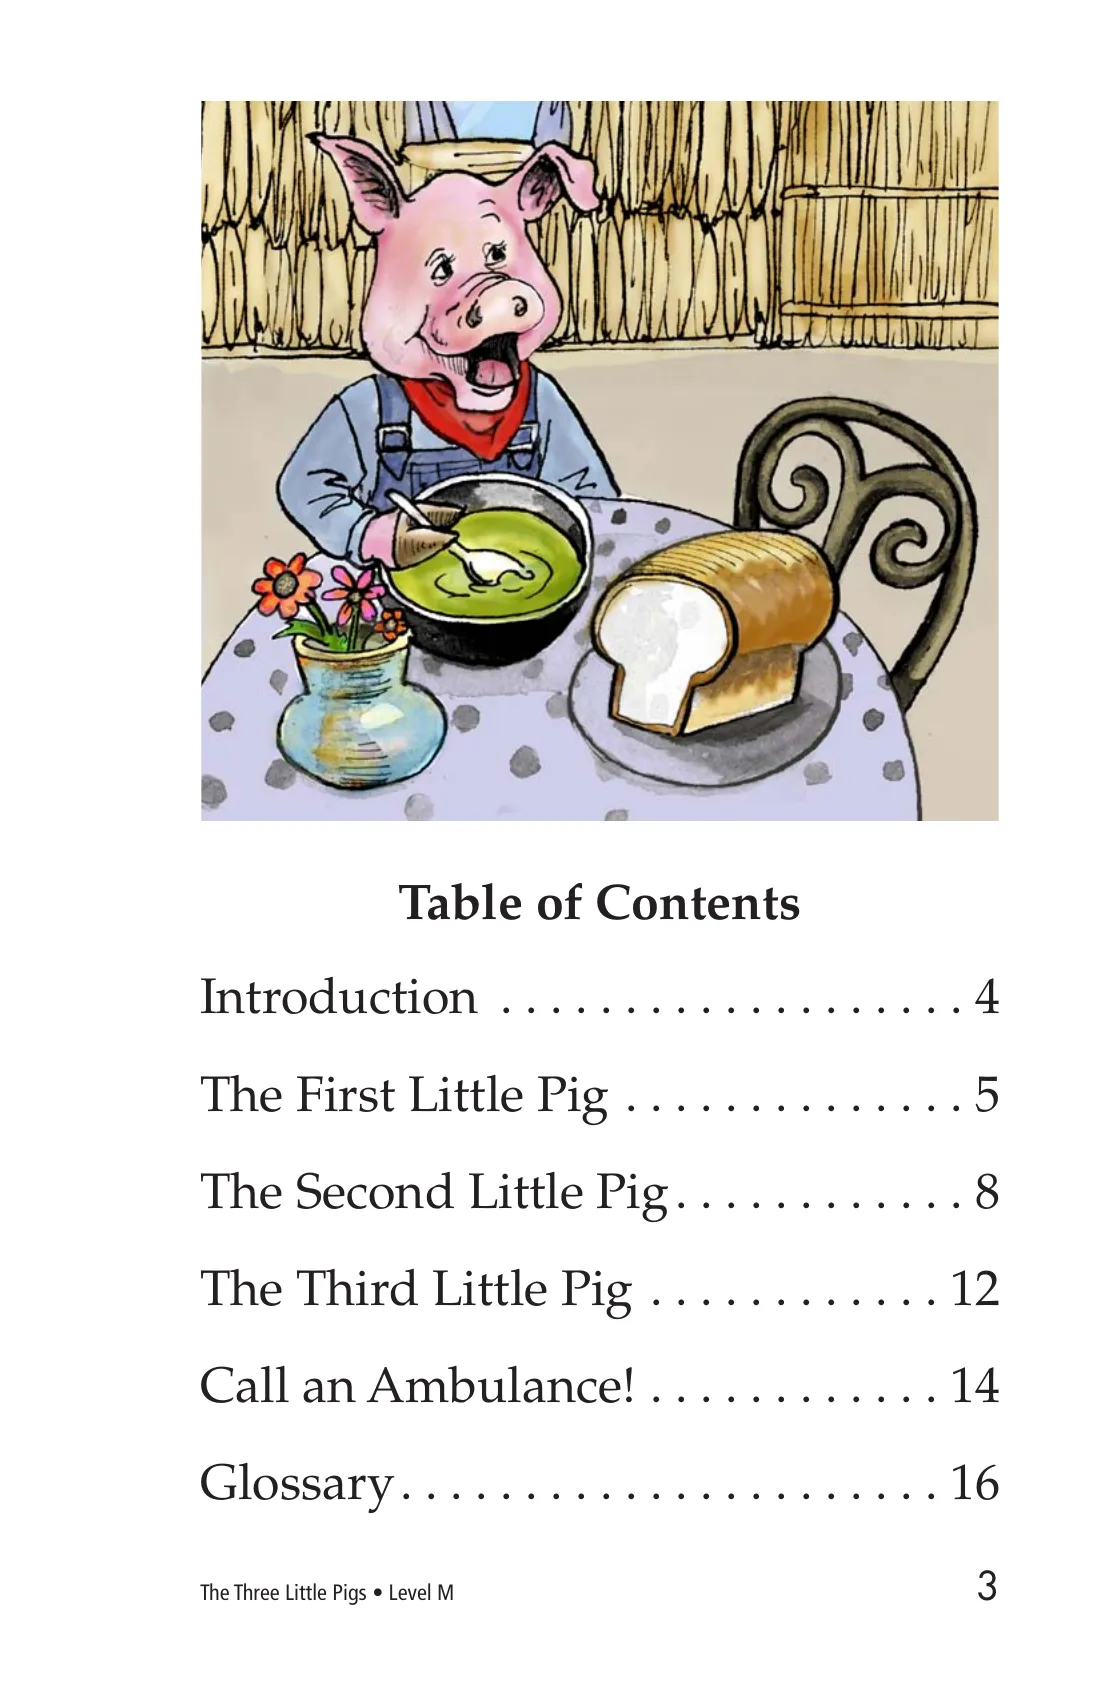 Table of Contents
Introduction . . . . . . . . . . . . . . . . . . . 4
The First Little Pig . . . . . . . . . . . . . . 5
The Second Little Pig . . . . . . . . . . . . 8
The Third Little Pig . . . . . . . . . . . . 12
Call an Ambulance! . . . . . . . . . . . . 14
Glossary . . . . . . . . . . . . . . . . . . . . . . 16
The Three Little Pigs • Level M 3